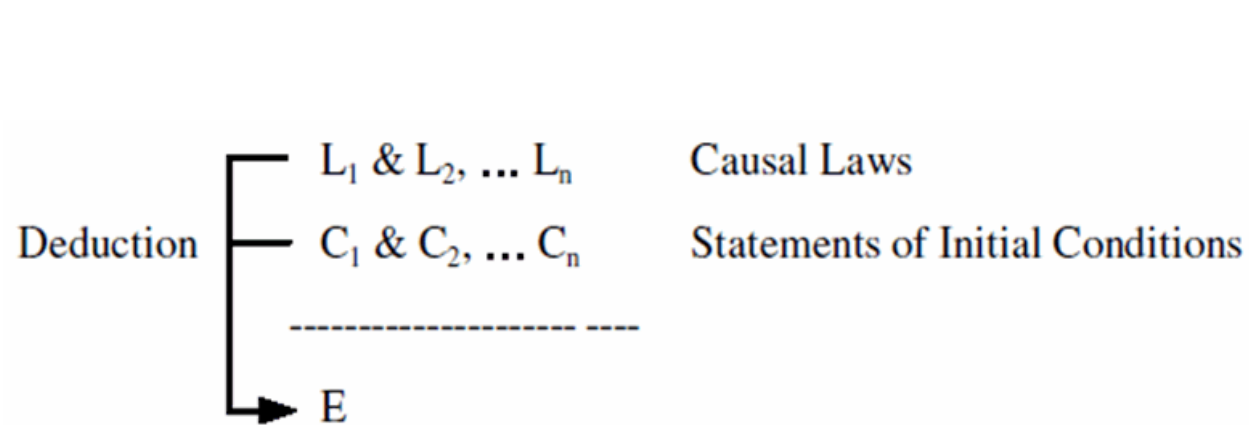 L₁ & L₂, ... Lₙ Causal Laws
Deduction C₁ & C₂, ... Cₙ Statements of Initial Conditions
E